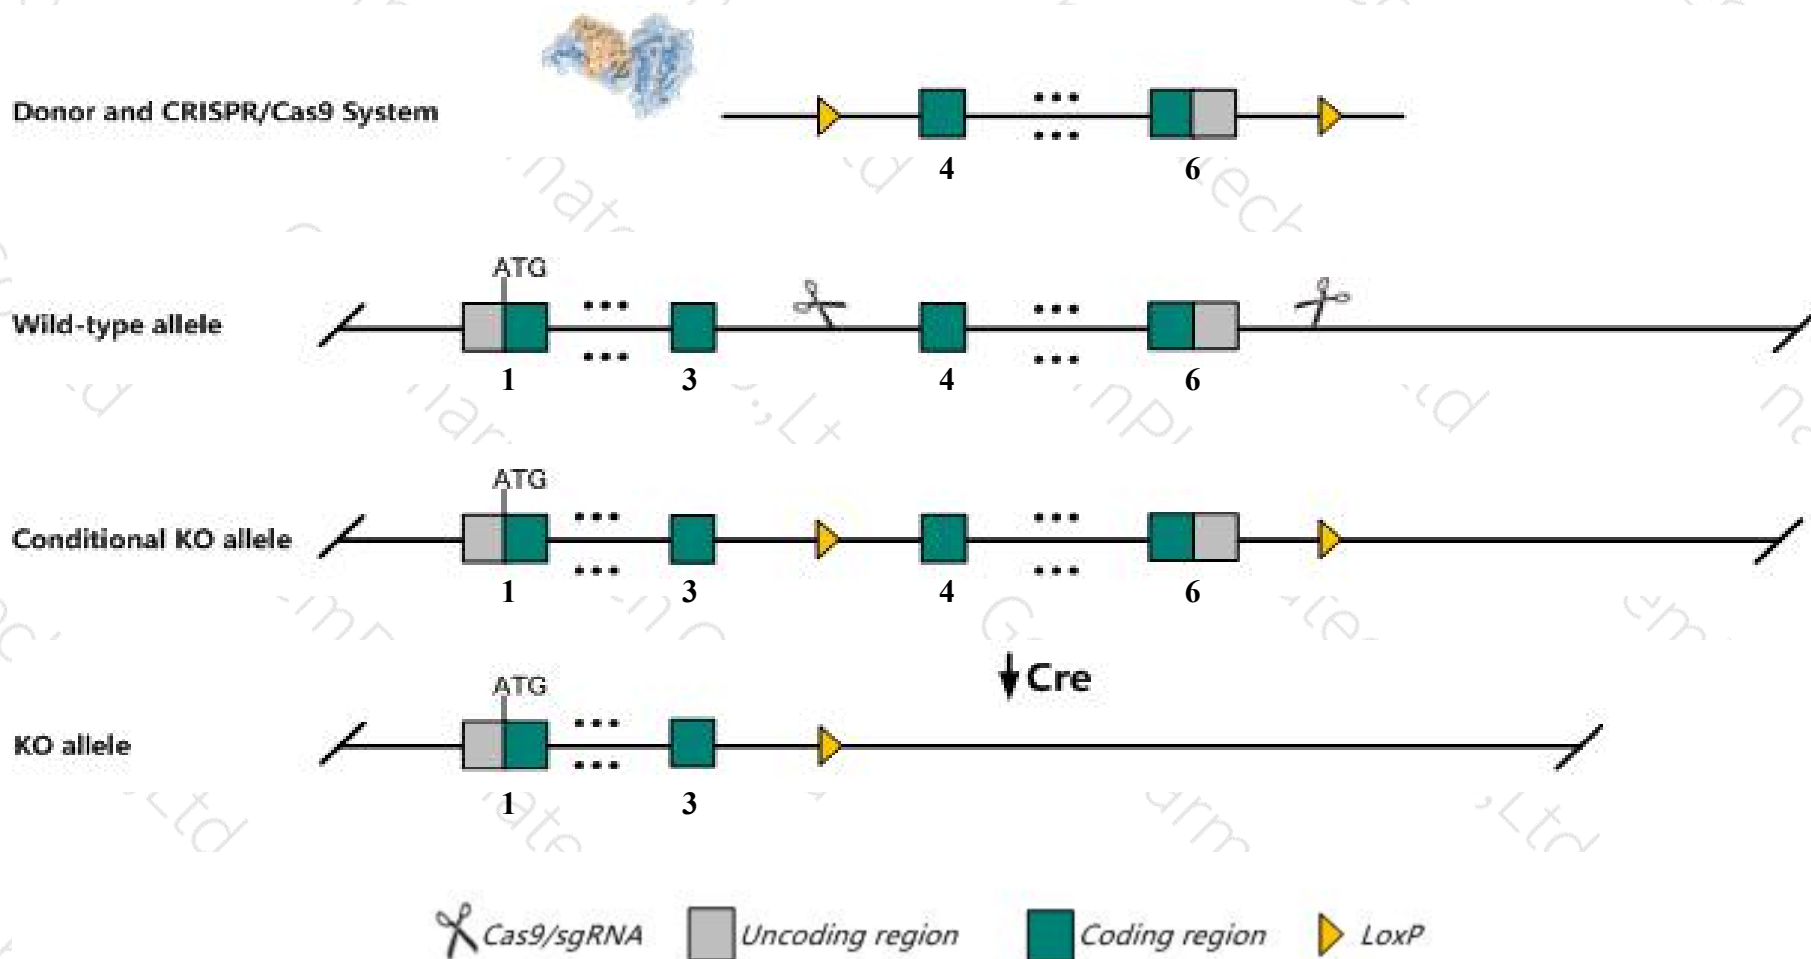 Donor and CRISPR/Cas9 System
4 6
ATG
Wild-type allele
1 3 4 6
ATG
Conditional KO allele
1 3 4 6
Cre
ATG
KO allele
1 3
Cas9/sgRNA Uncoding region Coding region LoxP